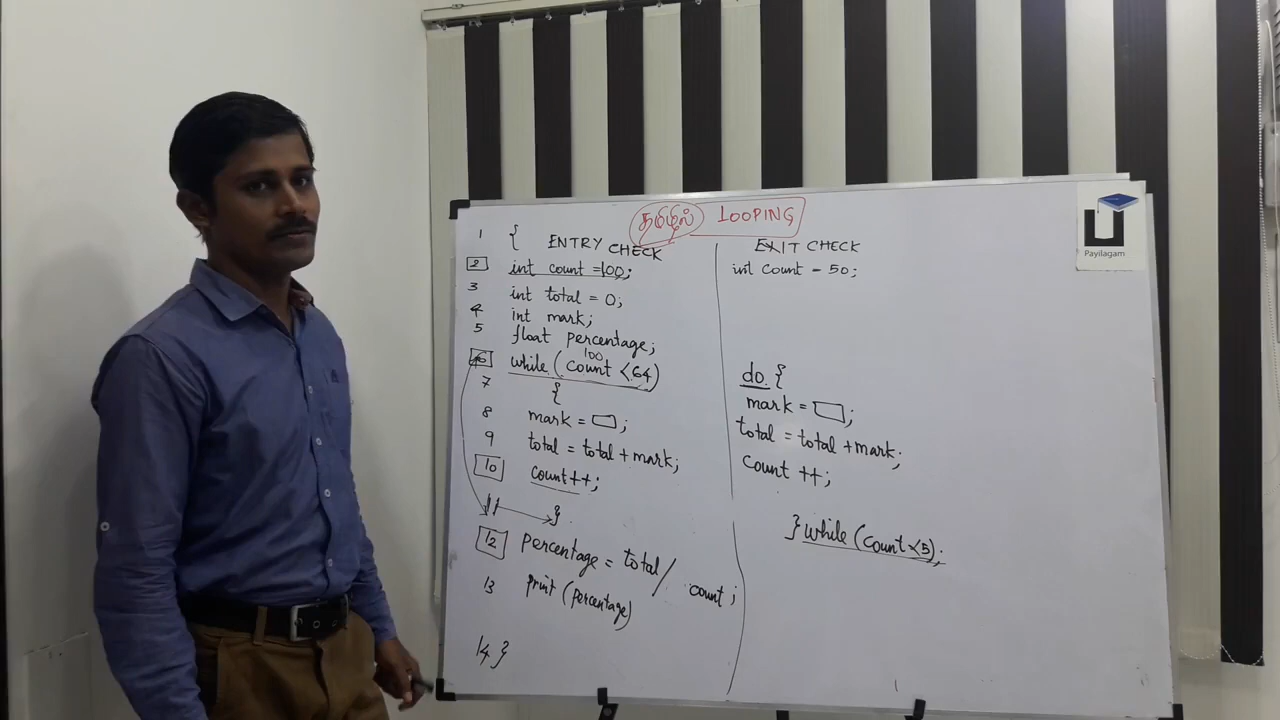 தமிழில் LOOPING
1 { ENTRY CHECK
2 int count =100;
3 int total = 0;
4 int mark;
5 float percentage;
100
6 while (count <64)
7 {
8 mark = ;
9 total = total + mark;
10 count++;
11 }
12 percentage = total / count ;
13 print (percentage)
14 }
EXIT CHECK
int count = 50;
do {
mark = ;
total = total + mark;
count ++;
} while (count <5);
Payilagam